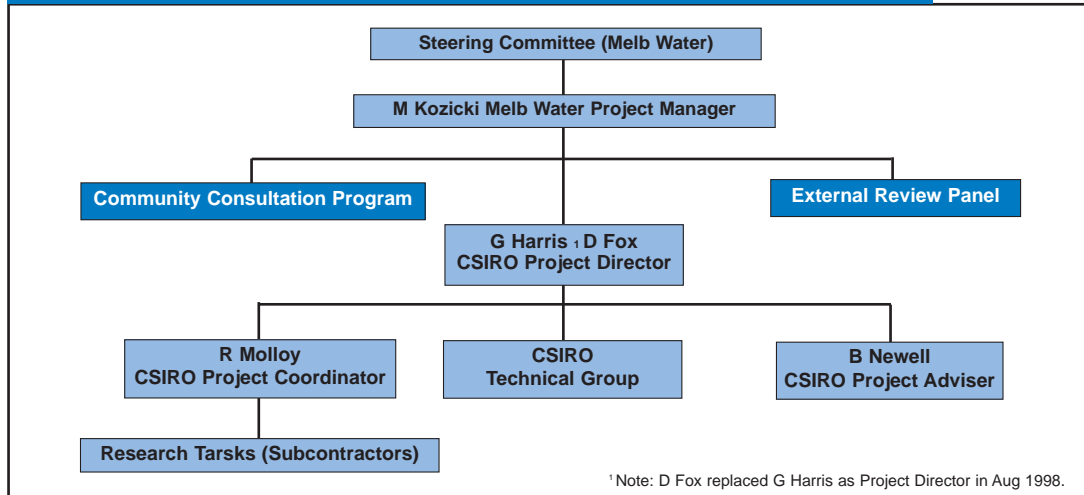 Steering Committee (Melb Water)
M Kozicki Melb Water Project Manager
Community Consultation Program
External Review Panel
G Harris ₁ D Fox
CSIRO Project Director
R Molloy
CSIRO Project Coordinator
CSIRO
Technical Group
B Newell
CSIRO Project Adviser
Research Tarsks (Subcontractors)
¹ Note: D Fox replaced G Harris as Project Director in Aug 1998.